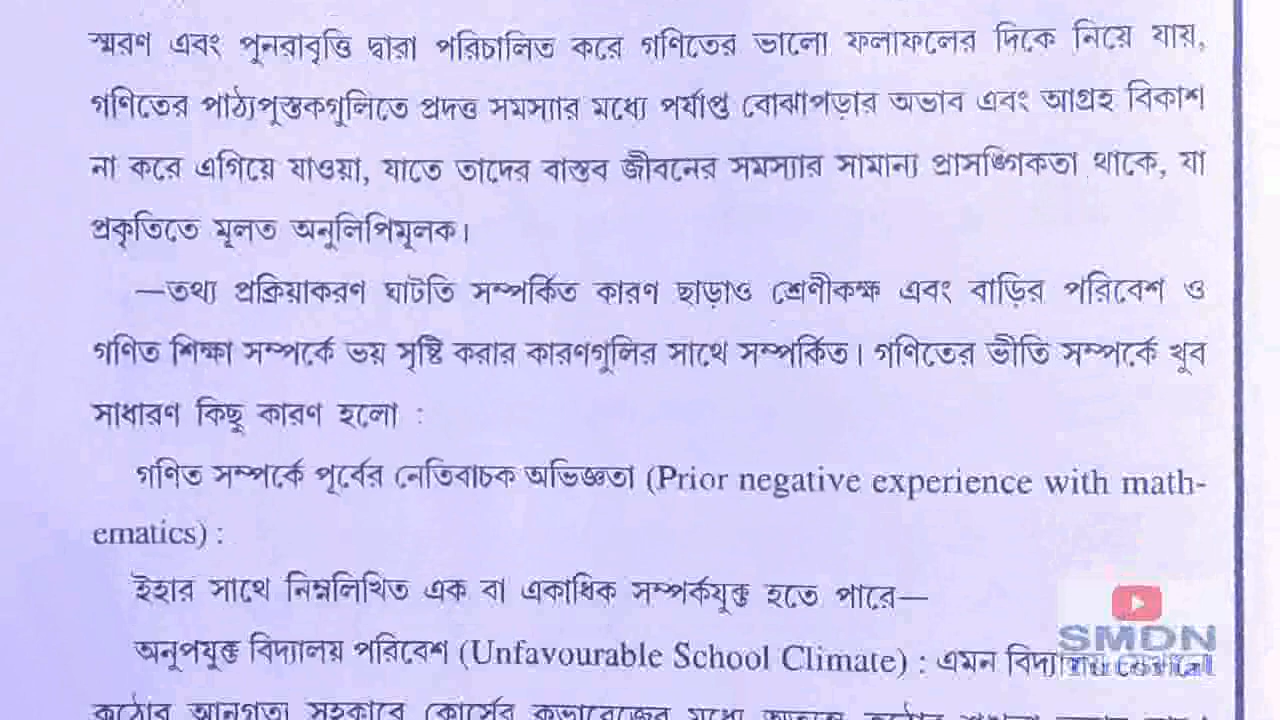 স্মরণ এবং পুনরাবৃত্তি দ্বারা পরিচালিত করে গণিতের ভালো ফলাফলের দিকে নিয়ে যায়,
গণিতের পাঠ্যপুস্তকগুলিতে প্রদত্ত সমস্যার মধ্যে পর্যাপ্ত বোঝাপড়ার অভাব এবং আগ্রহ বিকাশ
না করে এগিয়ে যাওয়া, যাতে তাদের বাস্তব জীবনের সমস্যার সামান্য প্রাসঙ্গিকতা থাকে, যা
প্রকৃতিতে মূলত অনুলিপিমূলক।
—তথ্য প্রক্রিয়াকরণ ঘাটতি সম্পর্কিত কারণ ছাড়াও শ্রেণীকক্ষ এবং বাড়ির পরিবেশ ও
গণিত শিক্ষা সম্পর্কে ভয় সৃষ্টি করার কারণগুলির সাথে সম্পর্কিত। গণিতের ভীতি সম্পর্কে খুব
সাধারণ কিছু কারণ হলো :
গণিত সম্পর্কে পূর্বের নেতিবাচক অভিজ্ঞতা (Prior negative experience with math-
ematics) :
ইহার সাথে নিম্নলিখিত এক বা একাধিক সম্পর্কযুক্ত হতে পারে—
অনুপযুক্ত বিদ্যালয় পরিবেশ (Unfavourable School Climate) : এমন
SMDN